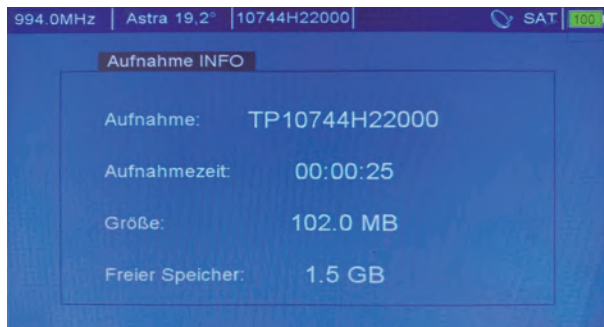 994.0MHz Astra 19,2° 10744H22000 SAT 100
Aufnahme INFO
Aufnahme: TP10744H22000
Aufnahmezeit: 00:00:25
Größe: 102.0 MB
Freier Speicher: 1.5 GB